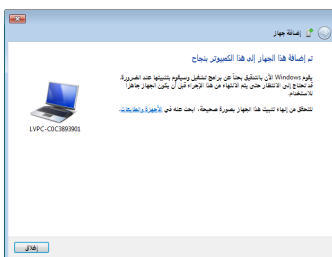 إضافة جهاز
تم إضافة هذا الجهاز إلى هذا الكمبيوتر بنجاح
يقوم Windows الآن بالتدقيق بحثاً عن برامج تشغيل وسيقوم بتثبيتها عند الضرورة.
قد تحتاج إلى الانتظار حتى يتم الانتهاء من هذا الإجراء قبل أن يكون الجهاز جاهزا
للاستخدام.
للتحقق من إنهاء تثبيت هذا الجهاز بصورة صحيحة، ابحث عنه في الأجهزة والطابعات.
LVPC-C0C3893901
إغلاق